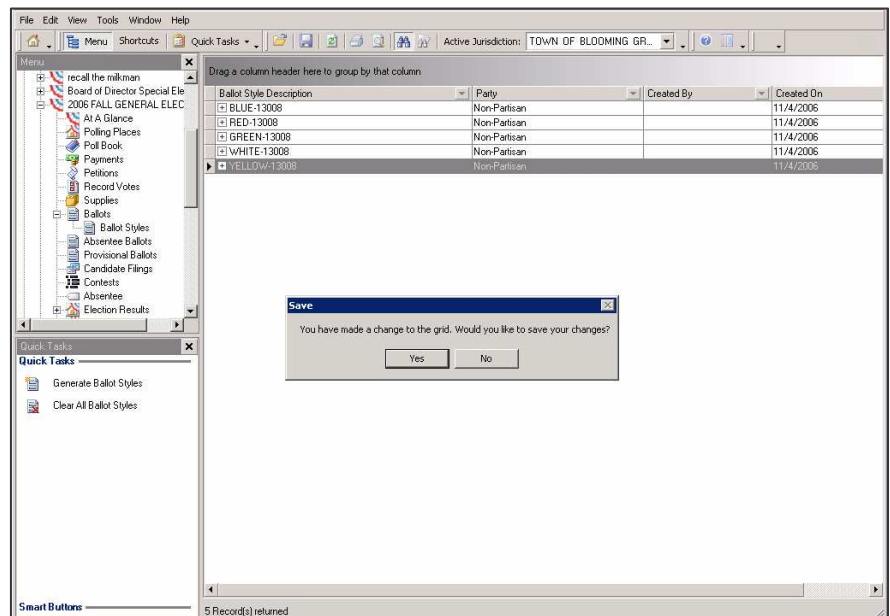 File Edit View Tools Window Help
Menu Shortcuts Quick Tasks Active Jurisdiction: TOWN OF BLOOMING GR...
Menu
recall the milkman
Board of Director Special Ele
2006 FALL GENERAL ELEC
At A Glance
Polling Places
Poll Book
Payments
Petitions
Record Votes
Supplies
Ballots
Ballot Styles
Absentee Ballots
Provisional Ballots
Candidate Filings
Contests
Absentee
Election Results
Quick Tasks
Quick Tasks
Generate Ballot Styles
Clear All Ballot Styles
Smart Buttons
Drag a column header here to group by that column
Ballot Style Description Party Created By Created On
BLUE-13008 Non-Partisan 11/4/2006
RED-13008 Non-Partisan 11/4/2006
GREEN-13008 Non-Partisan 11/4/2006
WHITE-13008 Non-Partisan 11/4/2006
YELLOW-13008 Non-Partisan 11/4/2006
Save
You have made a change to the grid. Would you like to save your changes?
Yes No
5 Record(s) returned